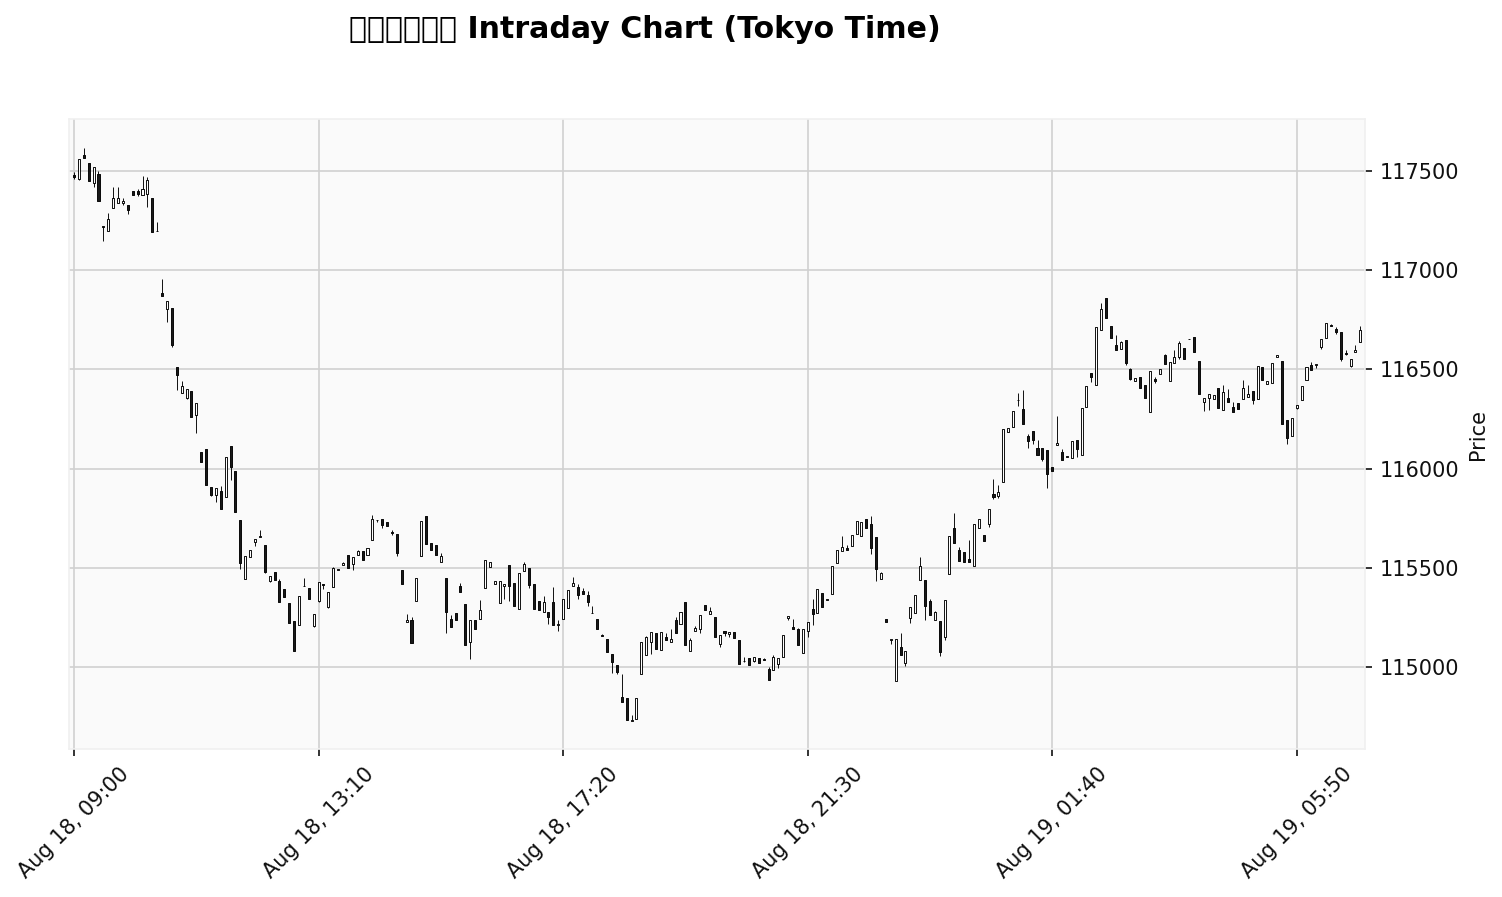 Intraday Chart (Tokyo Time)
117500
117000
116500
116000
115500
115000
Price
Aug 18, 09:00
Aug 18, 13:10
Aug 18, 17:20
Aug 18, 21:30
Aug 19, 01:40
Aug 19, 05:50